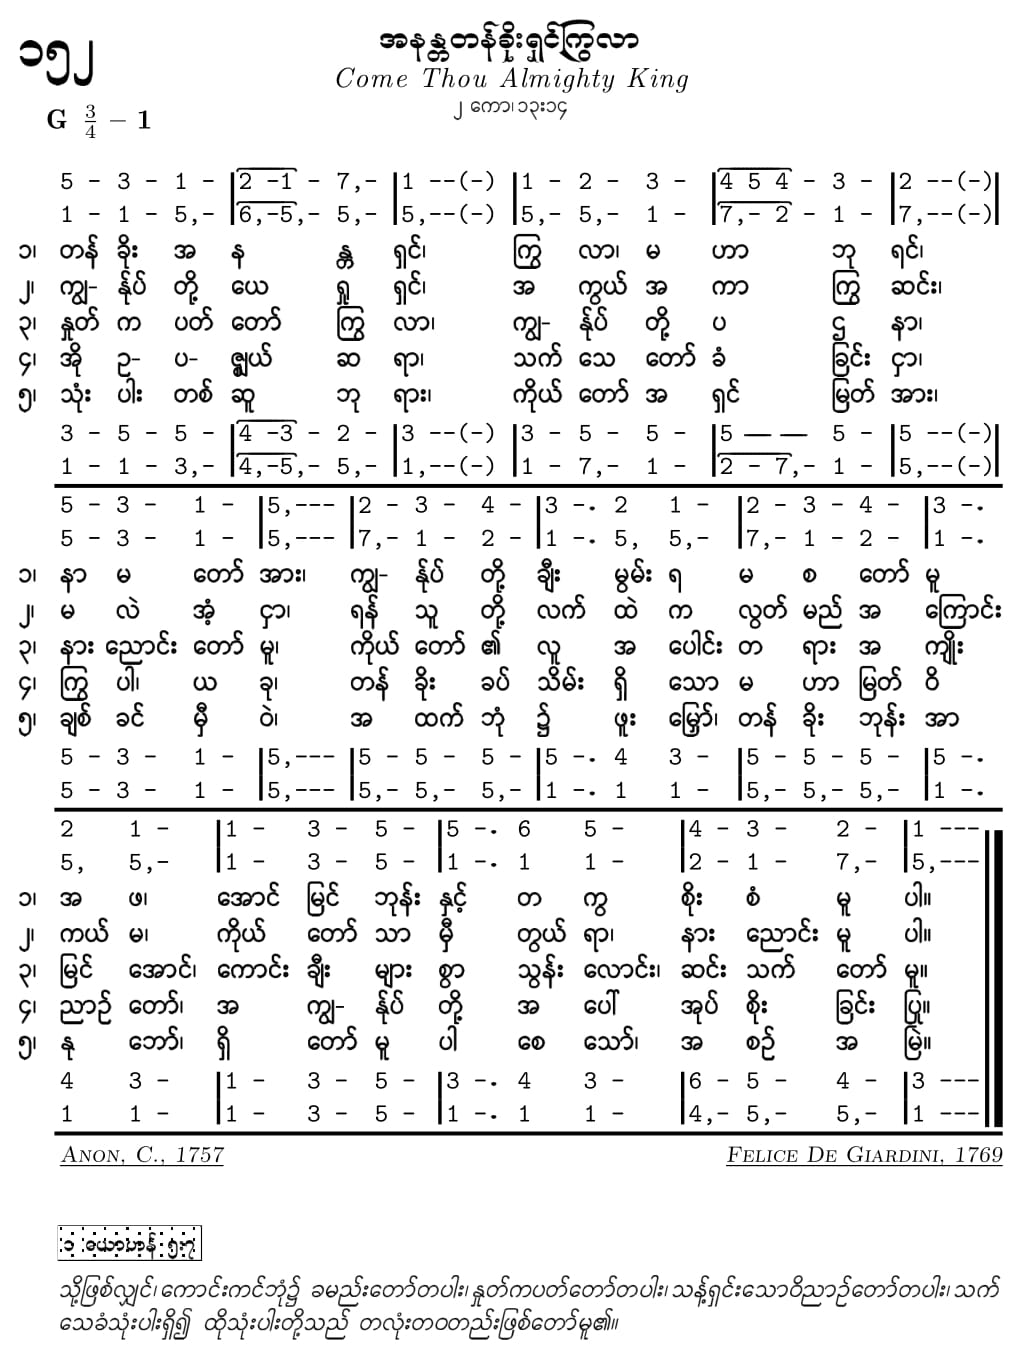 ၁၅၂
အနန္တတန်ခိုးရှင်ကြွလာ
Come Thou Almighty King
၂ ကော၊ ၁၃း၁၄
G 3/4 – 1
5 – 3 – 1 – |2 –1 – 7,– |1 ––(–) |1 – 2 – 3 – |4 5 4 – 3 – |2 ––(–)|
1 – 1 – 5,– |6,–5,– 5,– |5,––(–) |5,– 5,– 1 – |7,– 2 – 1 – |7,––(–)|
၁၊ တန် ခိုး အ န န္တ ရှင်၊ ကြွ လာ၊ မ ဟာ ဘု ရင်၊
၂၊ ကျွ– န်ုပ် တို့ ယေ ရှု ရှင်၊ အ ကွယ် အ ကာ ကြွ ဆင်း၊
၃၊ နှုတ် က ပတ် တော် ကြွ လာ၊ ကျွ– န်ုပ် တို့ ပ ဌ နာ၊
၄၊ အို ဥ– ပ– ဇ္ဈယ် ဆ ရာ၊ သက် သေ တော် ခံ ခြင်း ငှာ၊
၅၊ သုံး ပါး တစ် ဆူ ဘု ရား၊ ကိုယ် တော် အ ရှင် မြတ် အား၊
3 – 5 – 5 – |4 –3 – 2 – |3 ––(–) |3 – 5 – 5 – |5 — — 5 – |5 ––(–)|
1 – 1 – 3,– |4,–5,– 5,– |1,––(–) |1 – 7,– 1 – |2 – 7,– 1 – |5,––(–)|
5 – 3 – 1 – |5,––– |2 – 3 – 4 – |3 –. 2 1 – |2 – 3 – 4 – |3 –.
5 – 3 – 1 – |5,––– |7,– 1 – 2 – |1 –. 5, 5,– |7,– 1 – 2 – |1 –.
၁၊ နာ မ တော် အား၊ ကျွ– န်ုပ် တို့ ချီး မွမ်း ရ မ စ တော် မူ
၂၊ မ လဲ အံ့ ငှာ၊ ရန် သူ တို့ လက် ထဲ က လွတ် မည် အ ကြောင်း
၃၊ နား ညောင်း တော် မူ၊ ကိုယ် တော် ၏ လူ အ ပေါင်း တ ရား အ ကျိုး
၄၊ ကြွ ပါ၊ ယ ခု၊ တန် ခိုး ခပ် သိမ်း ရှိ သော မ ဟာ မြတ် ဝိ
၅၊ ချစ် ခင် မှီ ဝဲ၊ အ ထက် ဘုံ ၌ ဖူး မြှော်၊ တန် ခိုး ဘုန်း အာ
5 – 3 – 1 – |5,––– |5 – 5 – 5 – |5 –. 4 3 – |5 – 5 – 5 – |5 –.
5 – 3 – 1 – |5,––– |5,– 5,– 5,– |1 –. 1 1 – |5,– 5,– 5,– |1 –.
2 1 – |1 – 3 – 5 – |5 –. 6 5 – |4 – 3 – 2 – |1 –––
5, 5,– |1 – 3 – 5 – |1 –. 1 1 – |2 – 1 – 7,– |5,–––
၁၊ အ ဖ၊ အောင် မြင် ဘုန်း နှင့် တ ကွ စိုး စံ မူ ပါ။
၂၊ ကယ် မ၊ ကိုယ် တော် သာ မှီ တွယ် ရာ၊ နား ညောင်း မူ ပါ။
၃၊ မြင် အောင်၊ ကောင်း ချီး များ စွာ သွန်း လောင်း၊ ဆင်း သက် တော် မူ။
၄၊ ညာဉ် တော်၊ အ ကျွ– န်ုပ် တို့ အ ပေါ် အုပ် စိုး ခြင်း ပြု။
၅၊ နု ဘော်၊ ရှိ တော် မူ ပါ စေ သော်၊ အ စဉ် အ မြဲ။
4 3 – |1 – 3 – 5 – |3 –. 4 3 – |6 – 5 – 4 – |3 –––
1 1 – |1 – 3 – 5 – |1 –. 1 1 – |4,– 5,– 5,– |1 –––
Anon, C., 1757 Felice De Giardini, 1769
၁ ယောဟန် ၅း၇
သို့ဖြစ်လျှင်၊ ကောင်းကင်ဘုံ၌ ခမည်းတော်တပါး၊ နှုတ်ကပတ်တော်တပါး၊ သန့်ရှင်းသောဝိညာဉ်တော်တပါး၊ သက်
သေခံသုံးပါးရှိ၍ ထိုသုံးပါးတို့သည် တလုံးတဝတည်းဖြစ်တော်မူ၏။